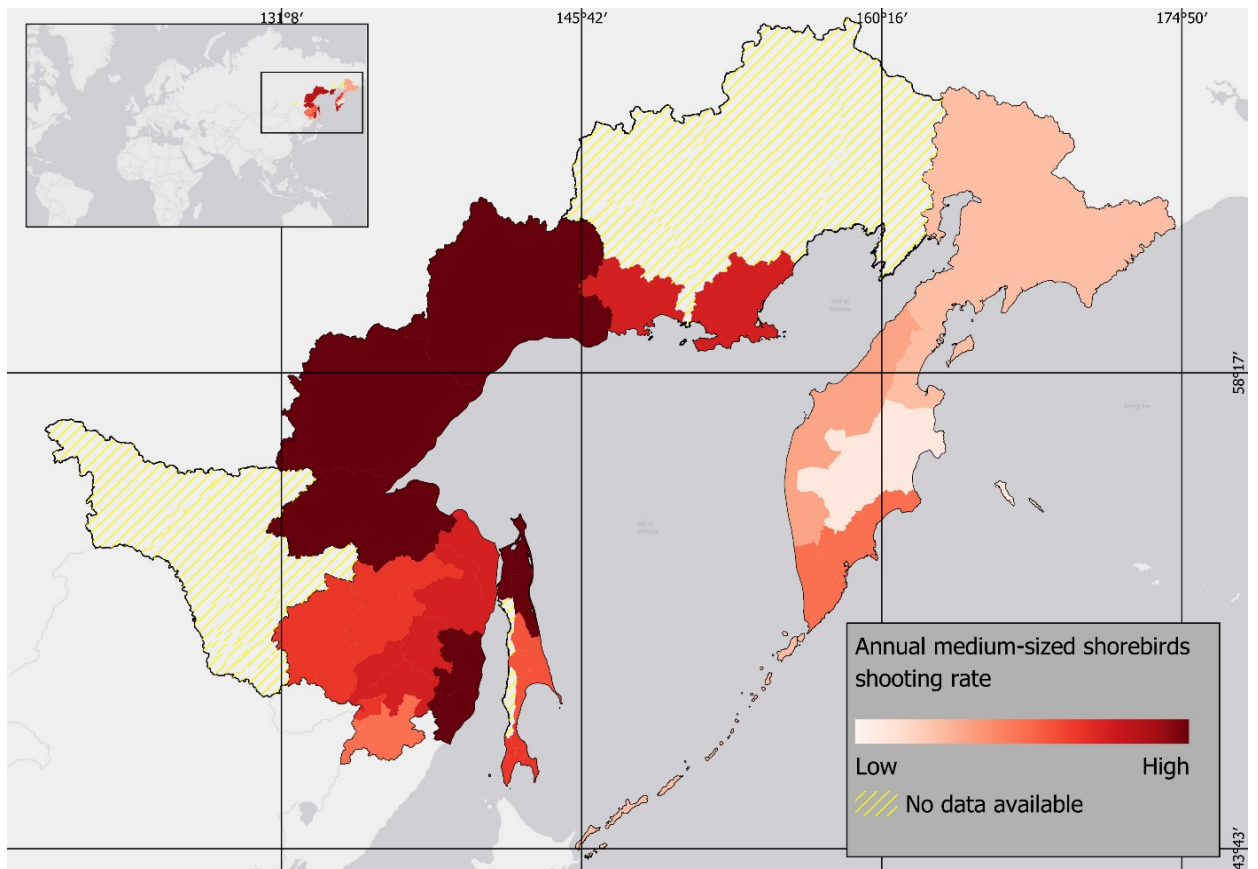 131°8′ 145°42′ 160°16′ 174°50′
58°17′
Annual medium-sized shorebirds
shooting rate
Low High
No data available
43°43′